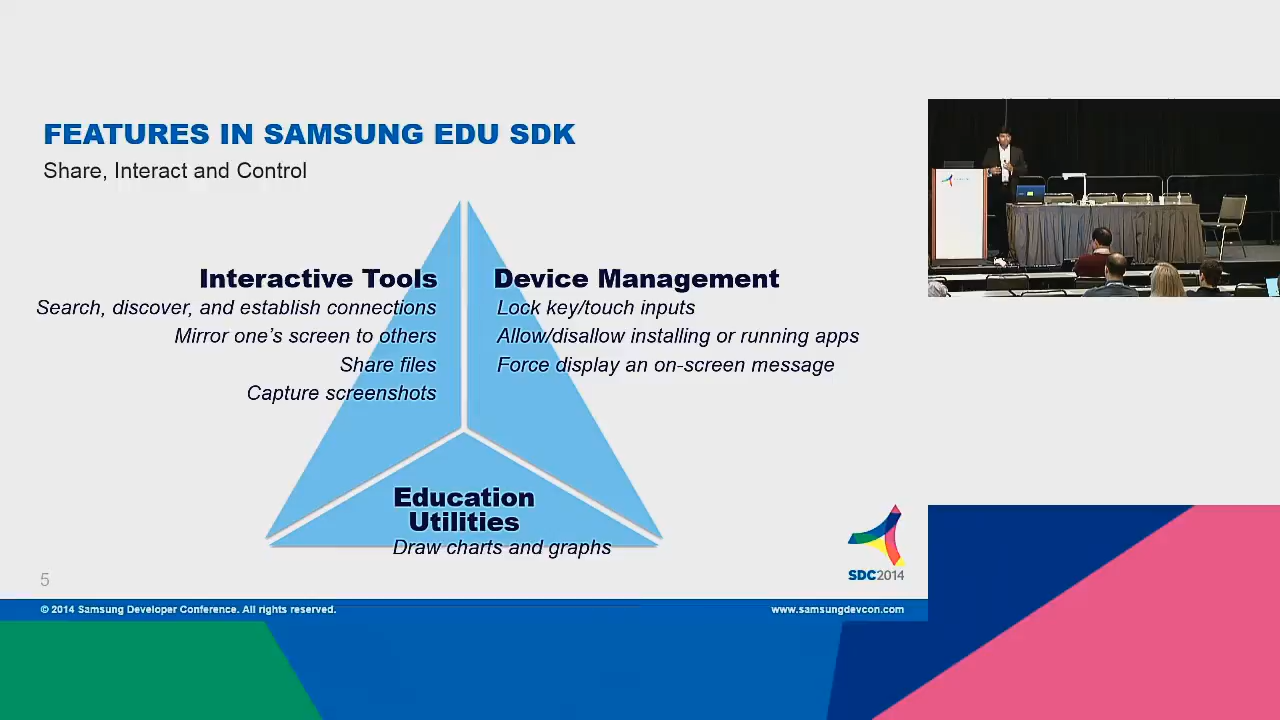 FEATURES IN SAMSUNG EDU SDK
Share, Interact and Control
Interactive Tools
Search, discover, and establish connections
Mirror one's screen to others
Share files
Capture screenshots
Device Management
Lock key/touch inputs
Allow/disallow installing or running apps
Force display an on-screen message
Education
Utilities
Draw charts and graphs
SDC2014
5
© 2014 Samsung Developer Conference. All rights reserved.
www.samsungdevcon.com